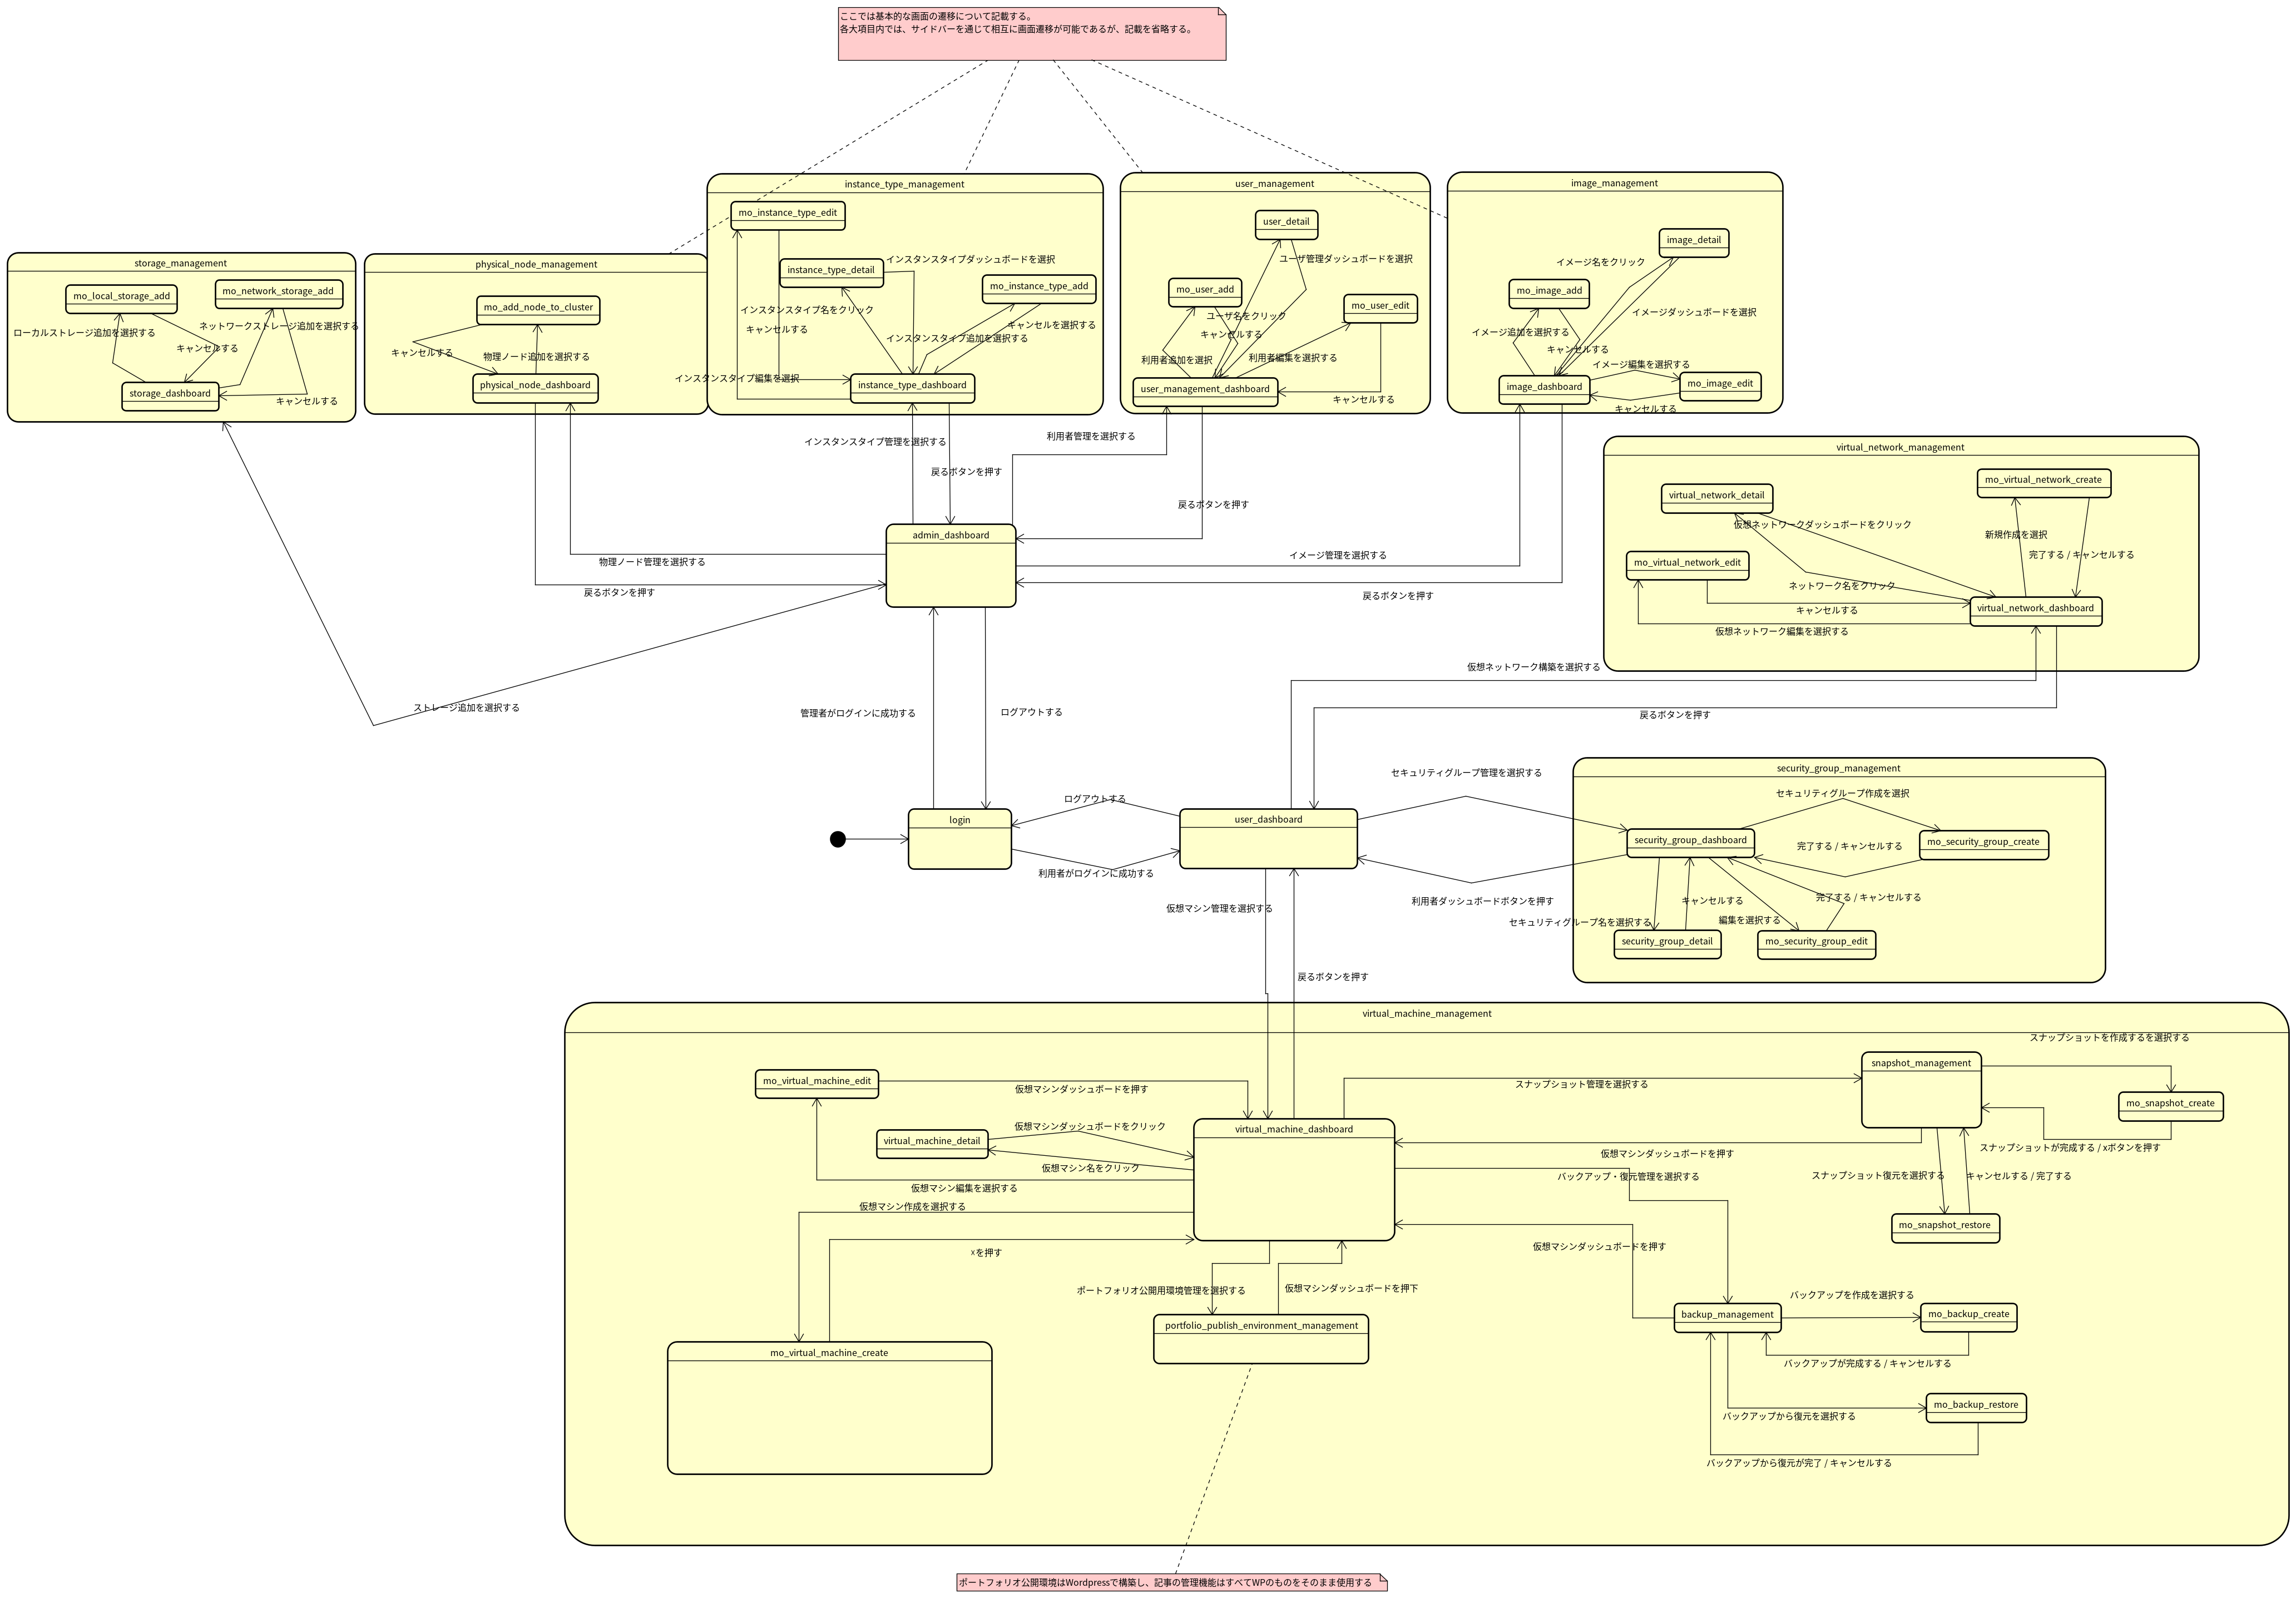 ここでは基本的な画面の遷移について記載する。
各大項目内では、サイドバーを通じて相互に画面遷移が可能であるが、記載を省略する。
storage_management
mo_local_storage_add
mo_network_storage_add
ローカルストレージ追加を選択する
ネットワークストレージ追加を選択する
キャンセルする
storage_dashboard
キャンセルする
physical_node_management
mo_add_node_to_cluster
キャンセルする
物理ノード追加を選択する
physical_node_dashboard
instance_type_management
mo_instance_type_edit
instance_type_detail
インスタンスタイプダッシュボードを選択
mo_instance_type_add
インスタンスタイプ名をクリック
キャンセルする
キャンセルを選択する
インスタンスタイプ追加を選択する
インスタンスタイプ編集を選択
instance_type_dashboard
user_management
user_detail
ユーザ管理ダッシュボードを選択
mo_user_add
mo_user_edit
ユーザ名をクリック
キャンセルする
利用者追加を選択
利用者編集を選択する
user_management_dashboard
キャンセルする
image_management
image_detail
イメージ名をクリック
mo_image_add
イメージダッシュボードを選択
イメージ追加を選択する
キャンセルする
イメージ編集を選択する
image_dashboard
mo_image_edit
キャンセルする
インスタンスタイプ管理を選択する
戻るボタンを押す
利用者管理を選択する
戻るボタンを押す
admin_dashboard
物理ノード管理を選択する
戻るボタンを押す
イメージ管理を選択する
戻るボタンを押す
virtual_network_management
virtual_network_detail
mo_virtual_network_create
仮想ネットワークダッシュボードをクリック
新規作成を選択
完了する / キャンセルする
mo_virtual_network_edit
ネットワーク名をクリック
キャンセルする
virtual_network_dashboard
仮想ネットワーク編集を選択する
仮想ネットワーク構築を選択する
戻るボタンを押す
ストレージ追加を選択する
管理者がログインに成功する
ログアウトする
login
ログアウトする
利用者がログインに成功する
user_dashboard
セキュリティグループ管理を選択する
利用者ダッシュボードボタンを押す
security_group_management
セキュリティグループ作成を選択
security_group_dashboard
mo_security_group_create
完了する / キャンセルする
キャンセルする
完了する / キャンセルする
セキュリティグループ名を選択する
編集を選択する
security_group_detail
mo_security_group_edit
仮想マシン管理を選択する
戻るボタンを押す
virtual_machine_management
mo_virtual_machine_edit
仮想マシンダッシュボードを押す
virtual_machine_detail
仮想マシンダッシュボードをクリック
仮想マシン名をクリック
仮想マシン編集を選択する
仮想マシン作成を選択する
xを押す
virtual_machine_dashboard
スナップショット管理を選択する
snapshot_management
スナップショットを作成するを選択する
mo_snapshot_create
スナップショットが完成する / xボタンを押す
仮想マシンダッシュボードを押す
バックアップ・復元管理を選択する
スナップショット復元を選択する
キャンセルする / 完了する
mo_snapshot_restore
仮想マシンダッシュボードを押す
ポートフォリオ公開用環境管理を選択する
仮想マシンダッシュボードを押下
portfolio_publish_environment_management
mo_virtual_machine_create
backup_management
バックアップを作成を選択する
mo_backup_create
バックアップが完成する / キャンセルする
mo_backup_restore
バックアップから復元を選択する
バックアップから復元が完了 / キャンセルする
ポートフォリオ公開環境はWordpressで構築し、記事の管理機能はすべてWPのものをそのまま使用する